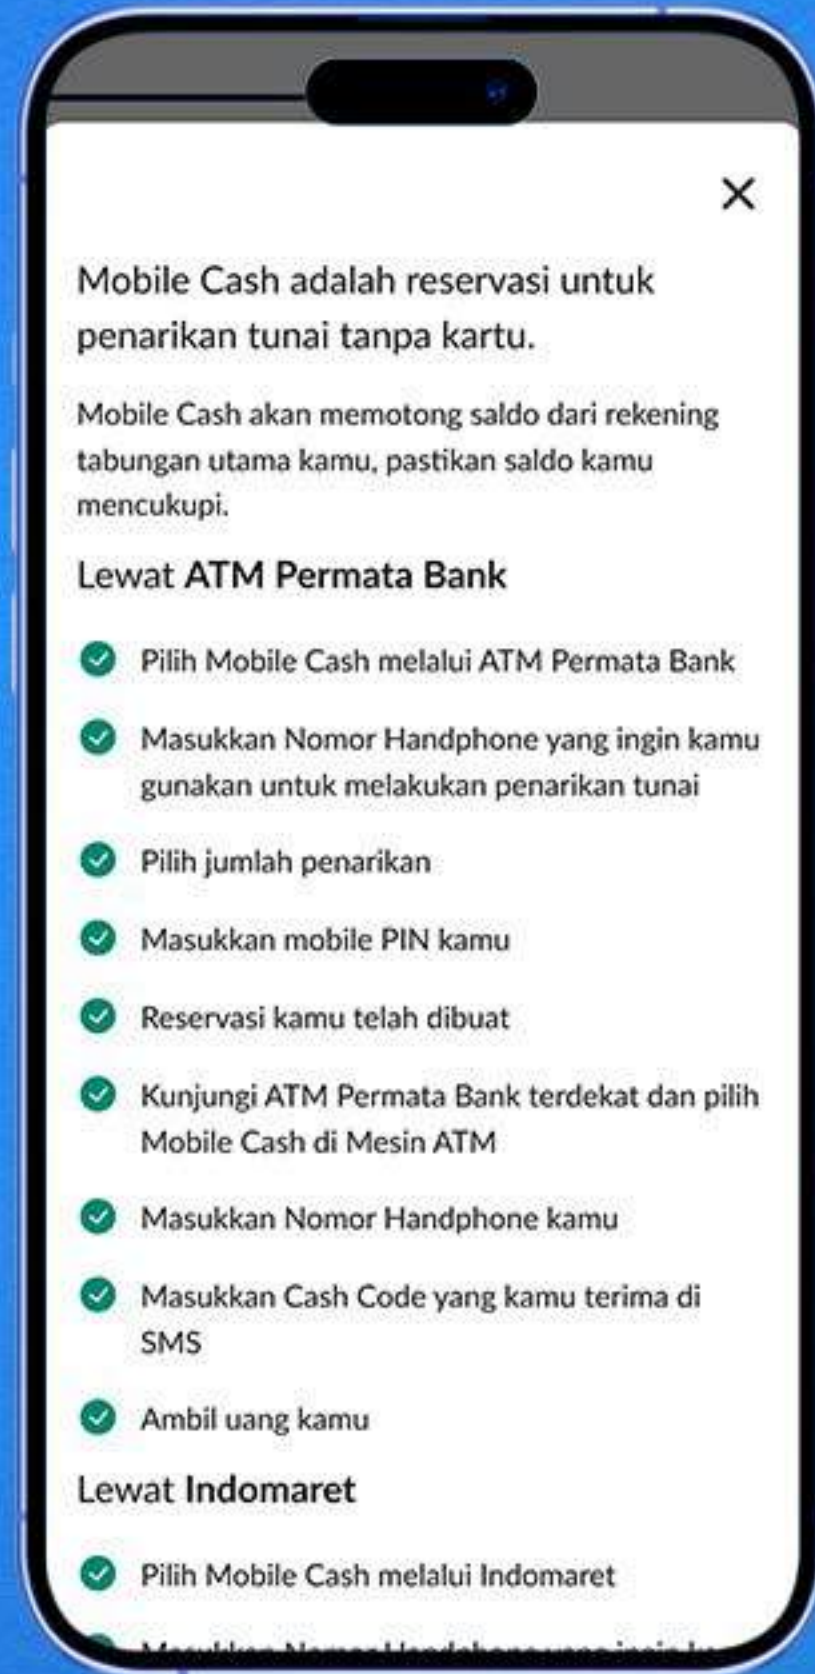 Mobile Cash adalah reservasi untuk
penarikan tunai tanpa kartu.
Mobile Cash akan memotong saldo dari rekening
tabungan utama kamu, pastikan saldo kamu
mencukupi.
Lewat ATM Permata Bank
Pilih Mobile Cash melalui ATM Permata Bank
Masukkan Nomor Handphone yang ingin kamu
gunakan untuk melakukan penarikan tunai
Pilih jumlah penarikan
Masukkan mobile PIN kamu
Reservasi kamu telah dibuat
Kunjungi ATM Permata Bank terdekat dan pilih
Mobile Cash di Mesin ATM
Masukkan Nomor Handphone kamu
Masukkan Cash Code yang kamu terima di
SMS
Ambil uang kamu
Lewat Indomaret
Pilih Mobile Cash melalui Indomaret